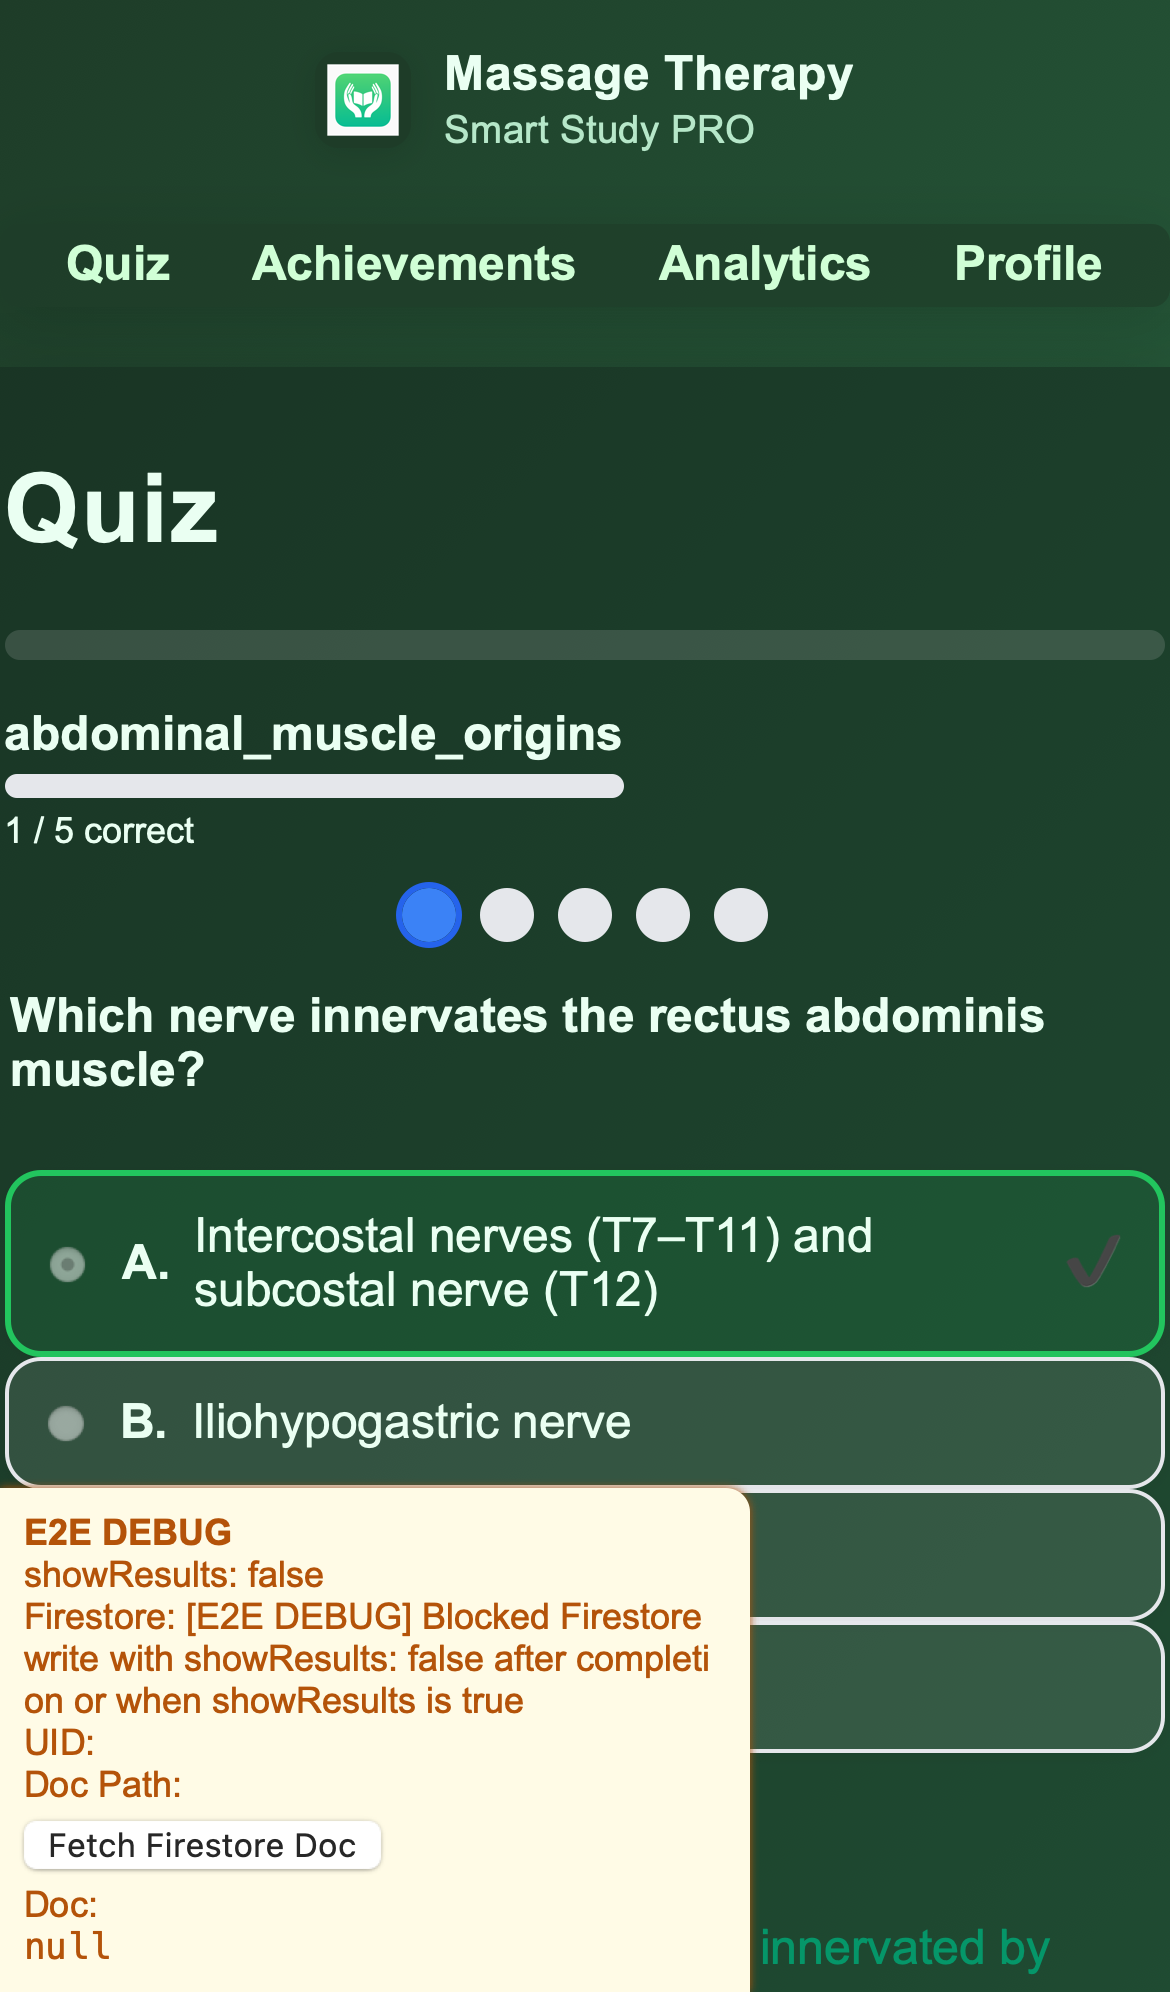 Massage Therapy
Smart Study PRO
Quiz
Achievements
Analytics
Profile
Quiz
abdominal_muscle_origins
1 / 5 correct
Which nerve innervates the rectus abdominis
muscle?
A.
Intercostal nerves (T7–T11) and
subcostal nerve (T12)
B. Iliohypogastric nerve
E2E DEBUG
showResults: false
Firestore: [E2E DEBUG] Blocked Firestore
write with showResults: false after completi
on or when showResults is true
UID:
Doc Path:
Fetch Firestore Doc
Doc:
null
innervated by